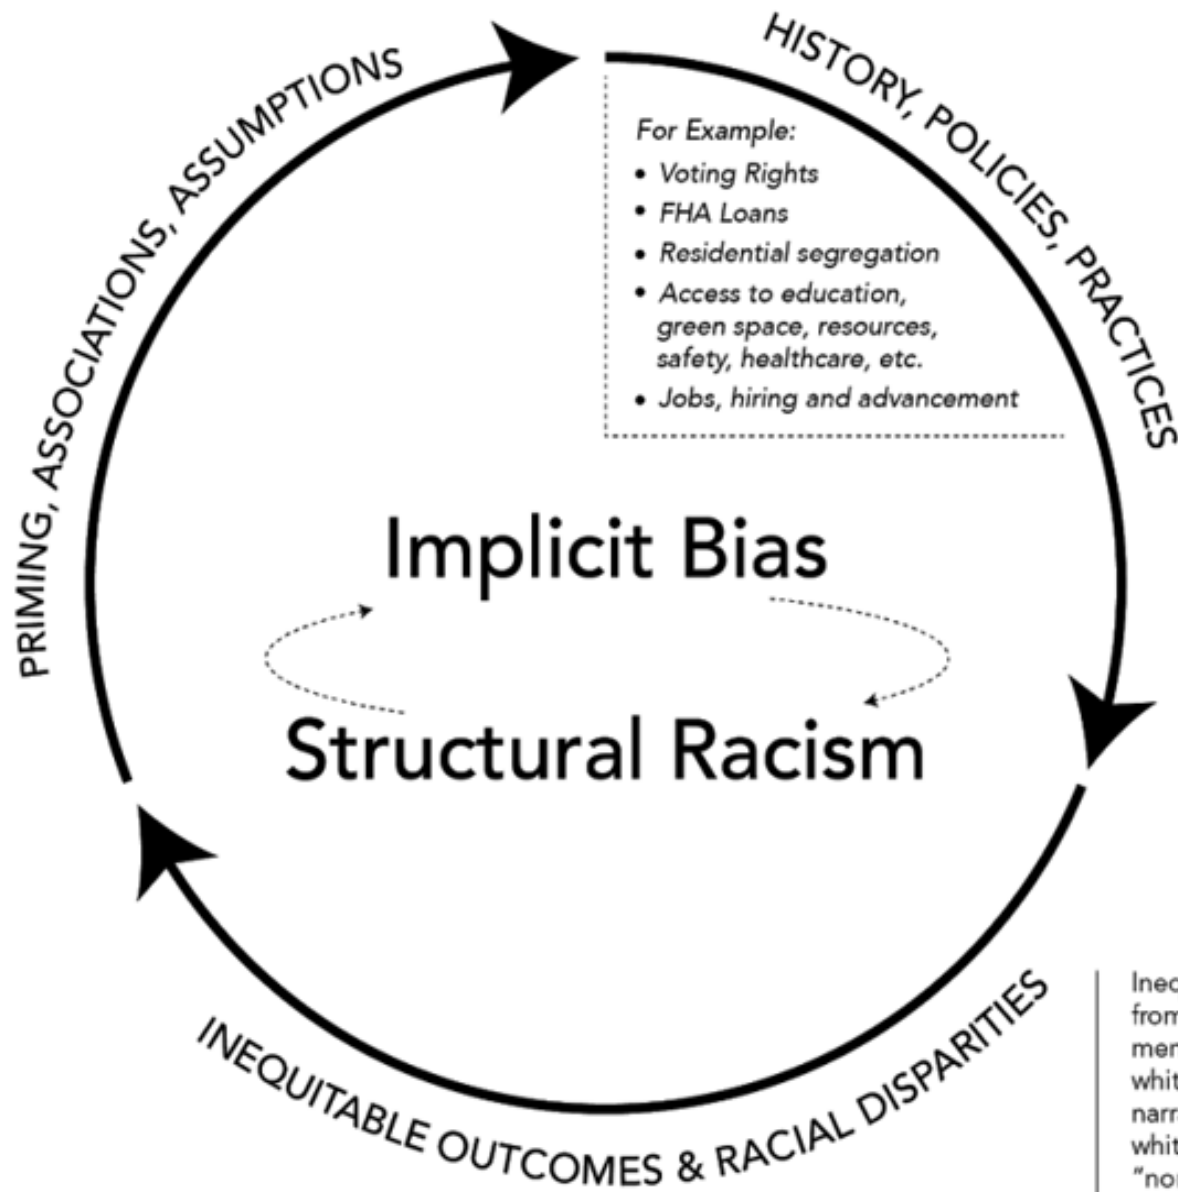 PRIMING, ASSOCIATIONS, ASSUMPTIONS
HISTORY, POLICIES, PRACTICES
For Example:
• Voting Rights
• FHA Loans
• Residential segregation
• Access to education,
green space, resources,
safety, healthcare, etc.
• Jobs, hiring and advancement
Implicit Bias
Structural Racism
INEQUITABLE OUTCOMES & RACIAL DISPARITIES
from